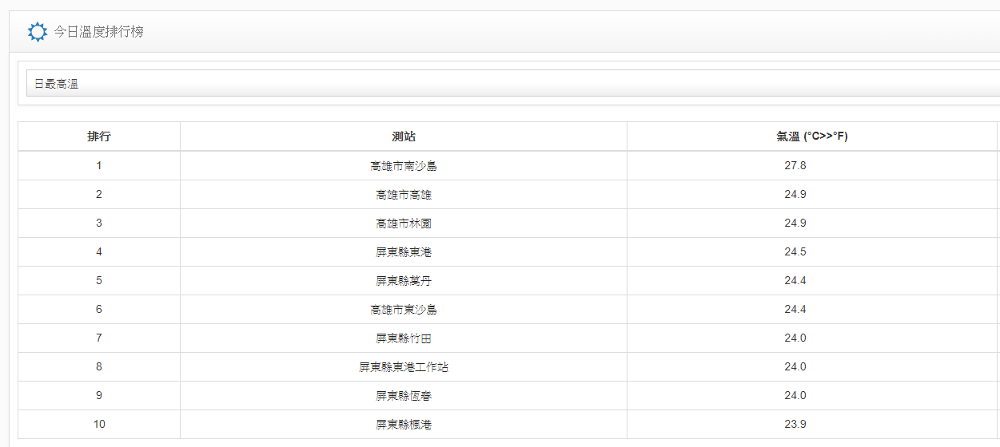 今日溫度排行榜
日最高溫
排行 測站 氣溫 (°C>>°F)
1 高雄市南沙島 27.8
2 高雄市高雄 24.9
3 高雄市林園 24.9
4 屏東縣東港 24.5
5 屏東縣萬丹 24.4
6 高雄市東沙島 24.4
7 屏東縣竹田 24.0
8 屏東縣東港工作站 24.0
9 屏東縣恆春 24.0
10 屏東縣楓港 23.9